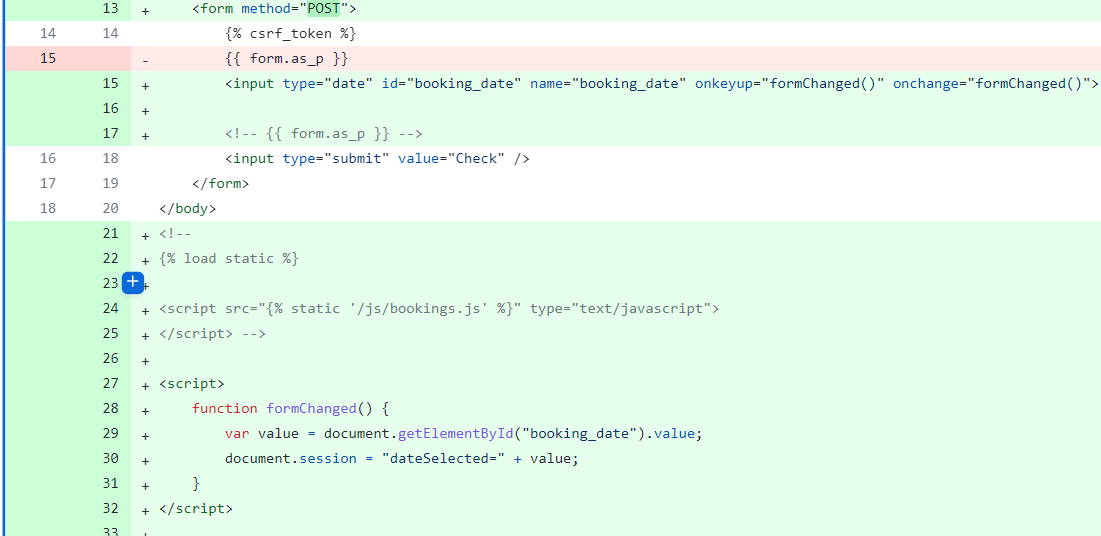 13 + <form method="POST">
14 14 {% csrf_token %}
15 - {{ form.as_p }}
15 + <input type="date" id="booking_date" name="booking_date" onkeyup="formChanged()" onchange="formChanged()">
16 +
17 + <!-- {{ form.as_p }} -->
16 18 <input type="submit" value="Check" />
17 19 </form>
18 20 </body>
21 + <!--
22 + {% load static %}
23 + +
24 + <script src="{% static '/js/bookings.js' %}" type="text/javascript">
25 + </script> -->
26 +
27 + <script>
28 + function formChanged() {
29 + var value = document.getElementById("booking_date").value;
30 + document.session = "dateSelected=" + value;
31 + }
32 + </script>
33 +